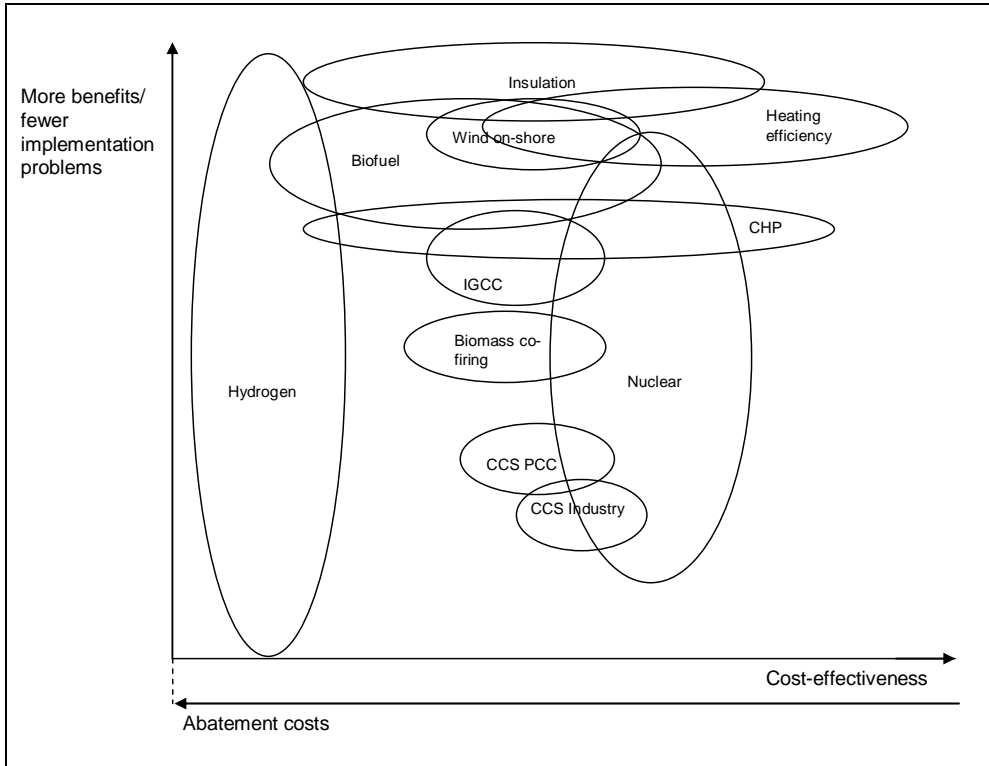 More benefits/
fewer
implementation
problems
Insulation
Heating
efficiency
Wind on-shore
Biofuel
CHP
IGCC
Biomass co-
firing
Nuclear
Hydrogen
CCS PCC
CCS Industry
Cost-effectiveness
Abatement costs